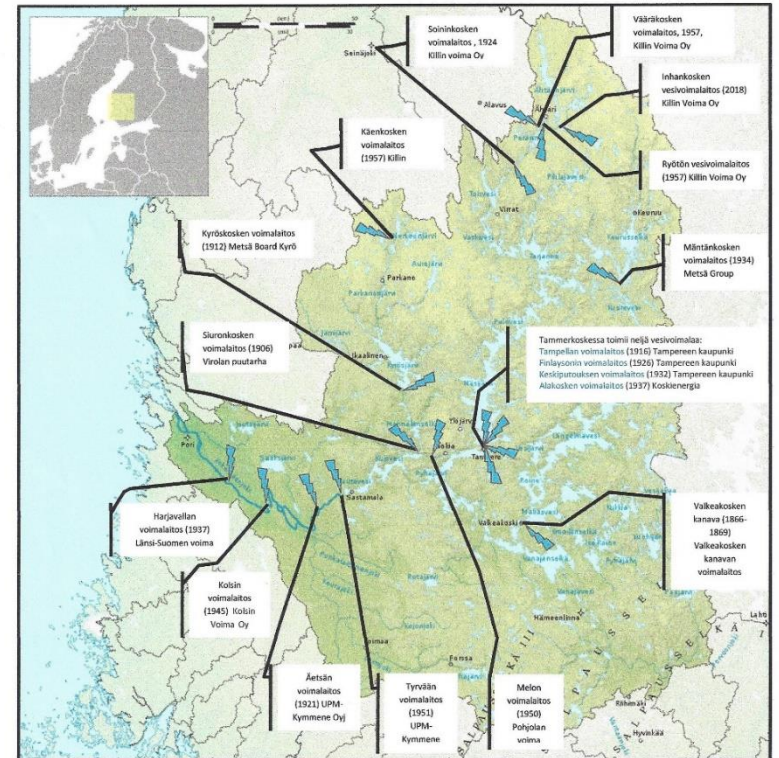 Soininkosken
voimalaitos , 1924
Killin voima Oy
Vääräkosken
voimalaitos, 1957,
Killin Voima Oy
Inhankosken
vesivoimalaitos
(2018)
Killin Voima Oy
Ryötön vesivoimalaitos
(1957) Killin Voima Oy
Käenkosken
voimalaitos
(1957) Killin
Kyröskosken voimalaitos
(1912) Metsä Board Kyrö
Mäntänkosken
voimalaitos (1934)
Metsä Group
Siuronkosken
voimalaitos (1906)
Virolan puutarha
Tammerkoskessa toimii neljä vesivoimalaa:
Tampellan voimalaitos (1916) Tampereen kaupunki
Finlaysonin voimalaitos (1926) Tampereen kaupunki
Keskiputouksen voimalaitos (1932) Tampereen kaupunki
Alakosken voimalaitos (1937) Koskienergia
Harjavallan
voimalaitos (1937)
Länsi-Suomen voima
Kolsin
voimalaitos
(1945) Kolsin
Voima Oy
Äetsän
voimalaitos
(1921) UPM-
Kymmene Oyj
Tyrvään
voimalaitos
(1951)
UPM-
Kymmene
Melon
voimalaitos
(1950)
Pohjolan
voima
Valkeakosken
kanava (1866-
1869)
Valkeakosken
kanavan
voimalaitos
Seinäjoki
Alavus
Ähtäri
Virrat
Keuruu
Parkano
Ikaalinen
Ylöjärvi
Pori
Sastamala
Valkeakoski
Hämeenlinna
Forssa
Lahti
Riihimäki
Hyvinkää